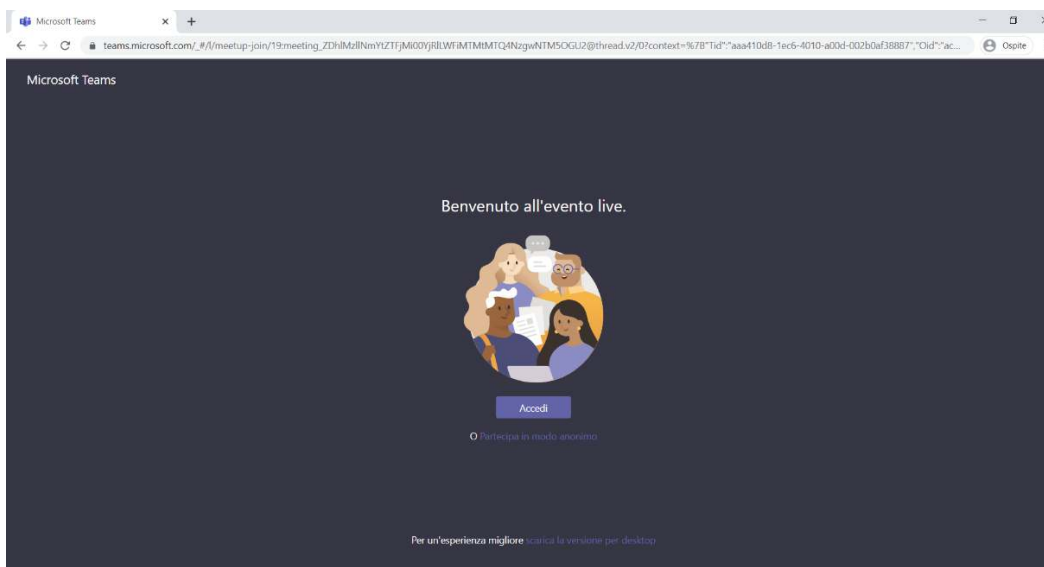 Microsoft Teams
teams.microsoft.com/_#/l/meetup-join/19:meeting_ZDhlMzllNmYtZTFjMi00YjRlLWFiMTMtMTQ4NzgwNTM5OGU2@thread.v2/0?context=%7B"Tid":"aaa410d8-1ec6-4010-a00d-002b0af38887","Oid":"ac...
Ospite
Microsoft Teams
Benvenuto all'evento live.
Accedi
O Partecipa in modo anonimo
Per un'esperienza migliore scarica la versione per desktop